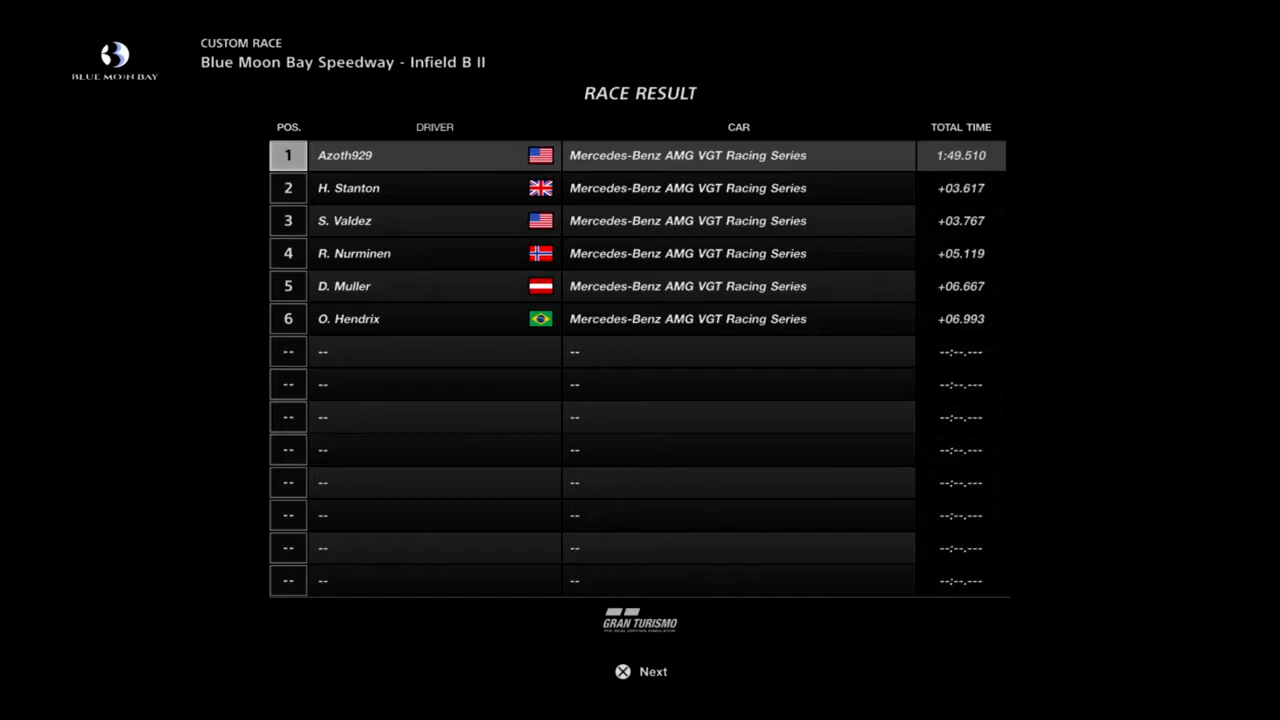 CUSTOM RACE
Blue Moon Bay Speedway - Infield B II
BLUE MOON BAY
RACE RESULT
POS. DRIVER CAR TOTAL TIME
1 Azoth929 Mercedes-Benz AMG VGT Racing Series 1:49.510
2 H. Stanton Mercedes-Benz AMG VGT Racing Series +03.617
3 S. Valdez Mercedes-Benz AMG VGT Racing Series +03.767
4 R. Nurminen Mercedes-Benz AMG VGT Racing Series +05.119
5 D. Muller Mercedes-Benz AMG VGT Racing Series +06.667
6 O. Hendrix Mercedes-Benz AMG VGT Racing Series +06.993
-- -- -- --:--.---
-- -- -- --:--.---
-- -- -- --:--.---
-- -- -- --:--.---
-- -- -- --:--.---
-- -- -- --:--.---
-- -- -- --:--.---
-- -- -- --:--.---
GRAN TURISMO
THE REAL DRIVING SIMULATOR
Next